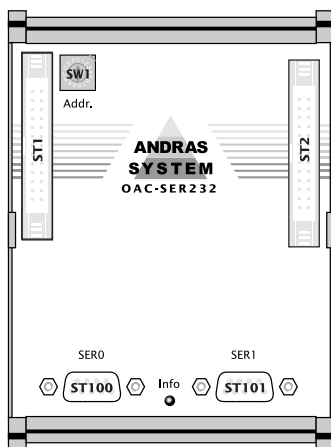 SW1
Addr.
ST1
ST2
ANDRAS
SYSTEM
OAC-SER232
SER0
SER1
ST100
Info
ST101